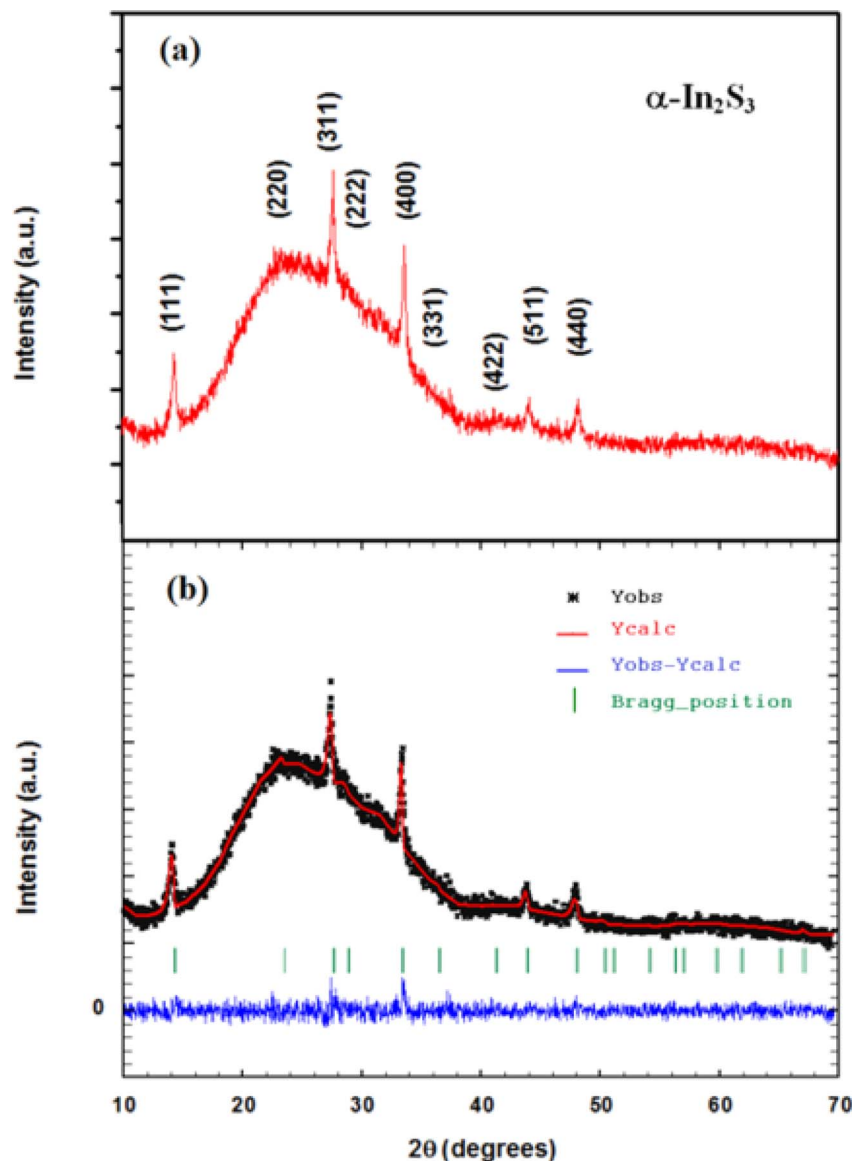 (a)
α-In₂S₃
(111)
(220)
(311)
(222)
(400)
(331)
(422)
(511)
(440)
Intensity (a.u.)
(b)
Yobs
Ycalc
Yobs-Ycalc
Bragg_position
Intensity (a.u.)
0
10 20 30 40 50 60 70
2θ (degrees)